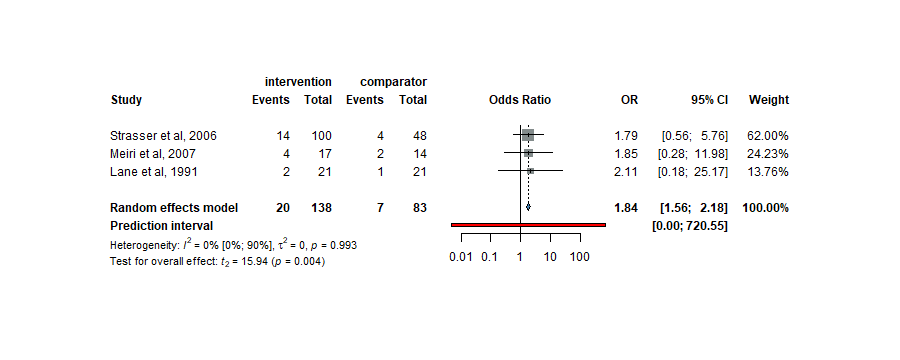 intervention comparator
Study Events Total Events Total Odds Ratio OR 95% CI Weight
Strasser et al, 2006 14 100 4 48 1.79 [0.56; 5.76] 62.00%
Meiri et al, 2007 4 17 2 14 1.85 [0.28; 11.98] 24.23%
Lane et al, 1991 2 21 1 21 2.11 [0.18; 25.17] 13.76%
Random effects model 20 138 7 83 1.84 [1.56; 2.18] 100.00%
Prediction interval [0.00; 720.55]
Heterogeneity: I² = 0% [0%; 90%], τ² = 0, p = 0.993
0.01 0.1 1 10 100
Test for overall effect: t₂ = 15.94 (p = 0.004)